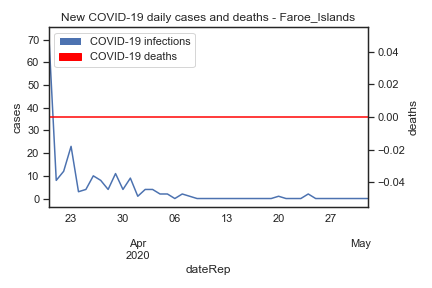 New COVID-19 daily cases and deaths - Faroe_Islands
COVID-19 infections
COVID-19 deaths
70
60
50
40
30
20
10
0
cases
0.04
0.02
0.00
−0.02
−0.04
deaths
23 30 06 13 20 27
Apr May
2020
dateRep